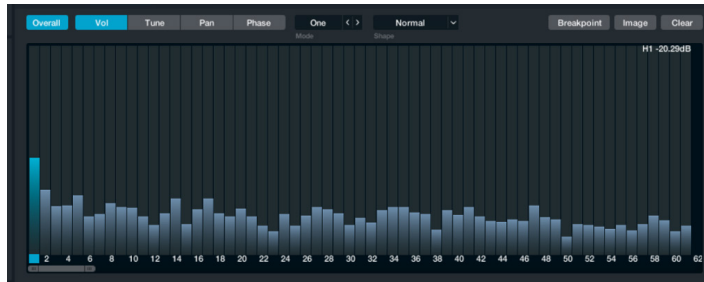 Overall Vol Tune Pan Phase One < > Normal Breakpoint Image Clear
Mode Shape
H1 -20.29dB
2 4 6 8 10 12 14 16 18 20 22 24 26 28 30 32 34 36 38 40 42 44 46 48 50 52 54 56 58 60 62